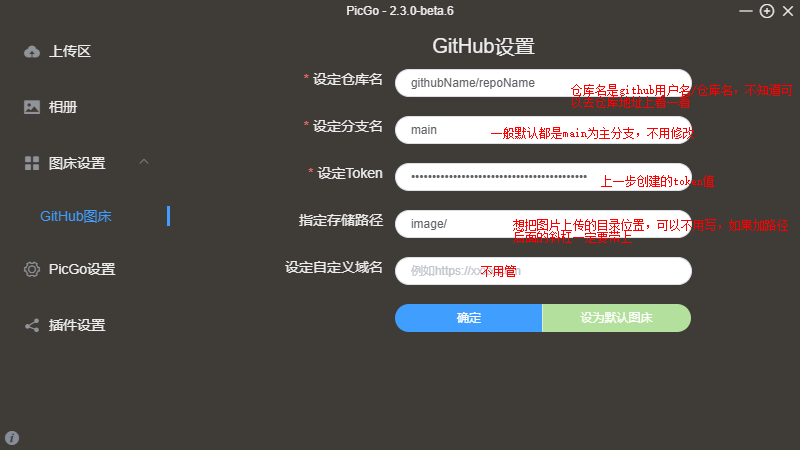 PicGo - 2.3.0-beta.6
上传区
相册
图床设置
GitHub图床
PicGo设置
插件设置
GitHub设置
* 设定仓库名
githubName/repoName
仓库名是github用户名/仓库名，不知道可
以去仓库地址上看一看
* 设定分支名
main
一般默认都是main为主分支，不用修改
* 设定Token
上一步创建的token值
指定存储路径
image/
想把图片上传的目录位置，可以不用写，如果加路径
后面的斜杠一定要带上
设定自定义域名
例如https://xx
不用管
确定
设为默认图床